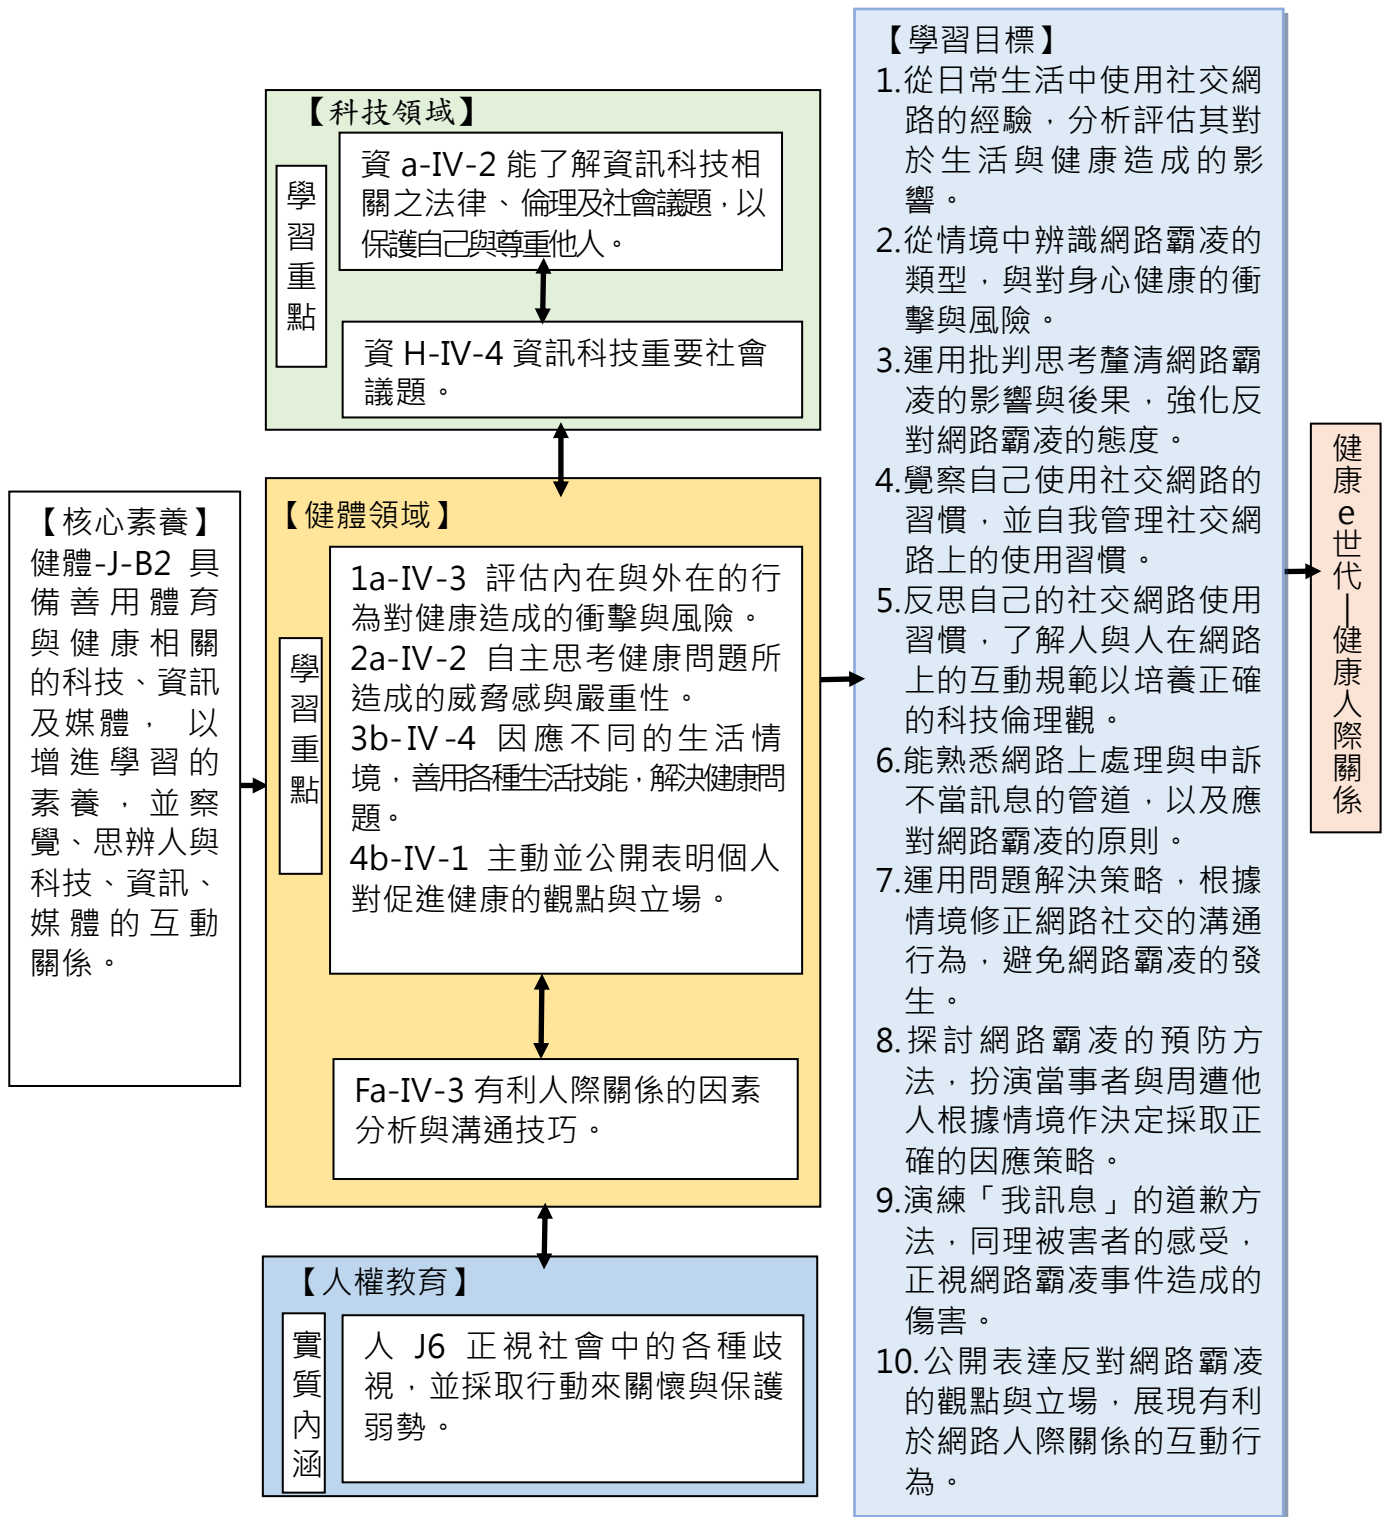 【核心素養】
健體-J-B2 具
備善用體育
與健康相關
的科技、資訊
及媒體，以
增進學習的
素養，並察
覺、思辨人與
科技、資訊、
媒體的互動
關係。
【科技領域】
學習重點
資 a-IV-2 能了解資訊科技相
關之法律、倫理及社會議題，以
保護自己與尊重他人。
資 H-IV-4 資訊科技重要社會
議題。
【健體領域】
學習重點
1a-IV-3 評估內在與外在的行
為對健康造成的衝擊與風險。
2a-IV-2 自主思考健康問題所
造成的威脅感與嚴重性。
3b-IV-4 因應不同的生活情
境，善用各種生活技能，解決健康問
題。
4b-IV-1 主動並公開表明個人
對促進健康的觀點與立場。
Fa-IV-3 有利人際關係的因素
分析與溝通技巧。
【人權教育】
實質內涵
人 J6 正視社會中的各種歧
視，並採取行動來關懷與保護
弱勢。
【學習目標】
1.從日常生活中使用社交網
路的經驗，分析評估其對
於生活與健康造成的影
響。
2.從情境中辨識網路霸凌的
類型，與對身心健康的衝
擊與風險。
3.運用批判思考釐清網路霸
凌的影響與後果，強化反
對網路霸凌的態度。
4.覺察自己使用社交網路的
習慣，並自我管理社交網
路上的使用習慣。
5.反思自己的社交網路使用
習慣，了解人與人在網路
上的互動規範以培養正確
的科技倫理觀。
6.能熟悉網路上處理與申訴
不當訊息的管道，以及應
對網路霸凌的原則。
7.運用問題解決策略，根據
情境修正網路社交的溝通
行為，避免網路霸凌的發
生。
8.探討網路霸凌的預防方
法，扮演當事者與周遭他
人根據情境作決定採取正
確的因應策略。
9.演練「我訊息」的道歉方
法，同理被害者的感受，
正視網路霸凌事件造成的
傷害。
10.公開表達反對網路霸凌
的觀點與立場，展現有利
於網路人際關係的互動行
為。
健康e世代—健康人際關係